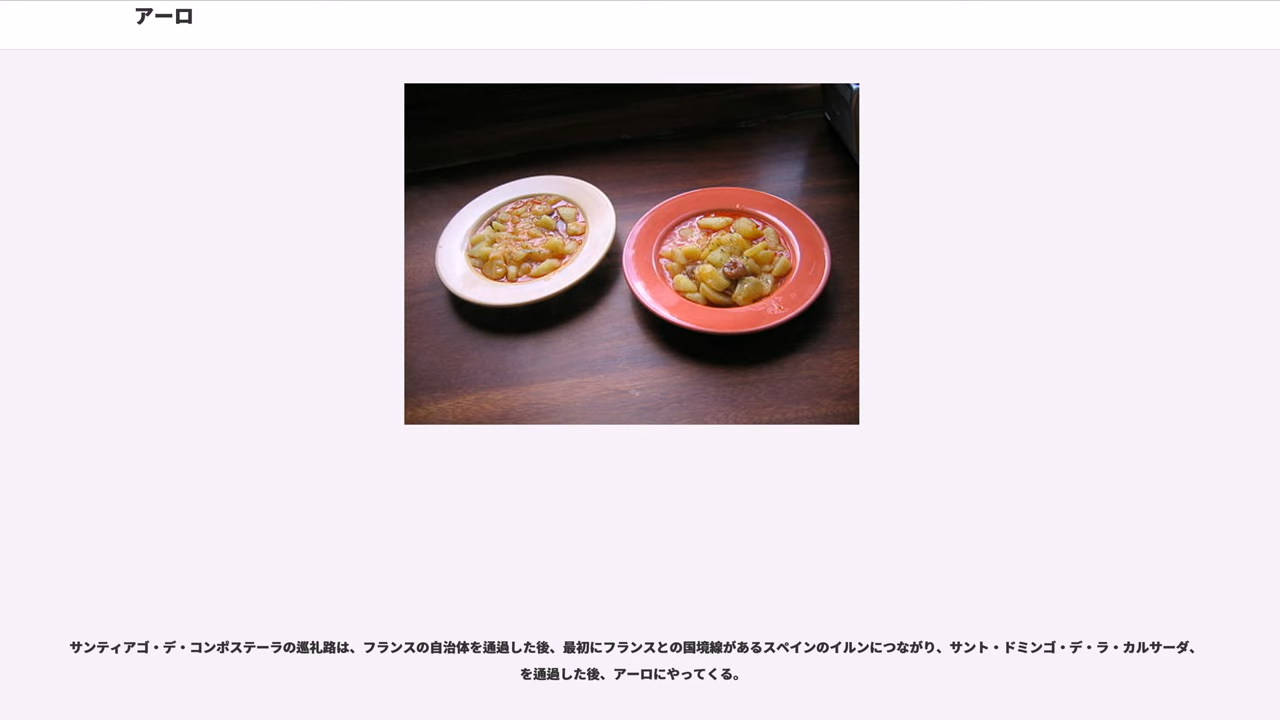 アーロ
サンティアゴ・デ・コンポステーラの巡礼路は、フランスの自治体を通過した後、最初にフランスとの国境線があるスペインのイルンにつながり、サント・ドミンゴ・デ・ラ・カルサーダ、
を通過した後、アーロにやってくる。